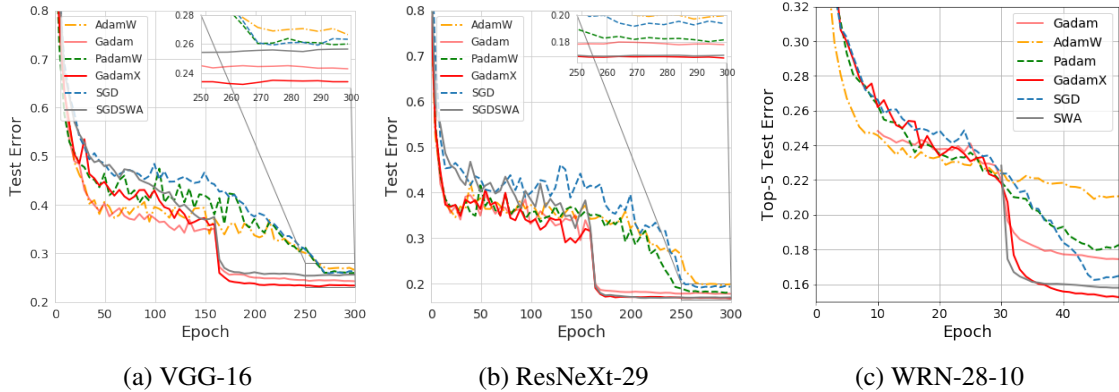 AdamW
Gadam
PadamW
GadamX
SGD
SGDSWA
0.28
0.26
0.24
250 260 270 280 290 300
0.8
0.7
0.6
0.5
0.4
0.3
0.2
Test Error
0 50 100 150 200 250 300
Epoch
(a) VGG-16
AdamW
Gadam
PadamW
GadamX
SGD
SGDSWA
0.20
0.18
250 260 270 280 290 300
0.8
0.7
0.6
0.5
0.4
0.3
0.2
Test Error
0 50 100 150 200 250 300
Epoch
(b) ResNeXt-29
Gadam
AdamW
Padam
GadamX
SGD
SWA
0.32
0.30
0.28
0.26
0.24
0.22
0.20
0.18
0.16
Top-5 Test Error
0 10 20 30 40
Epoch
(c) WRN-28-10